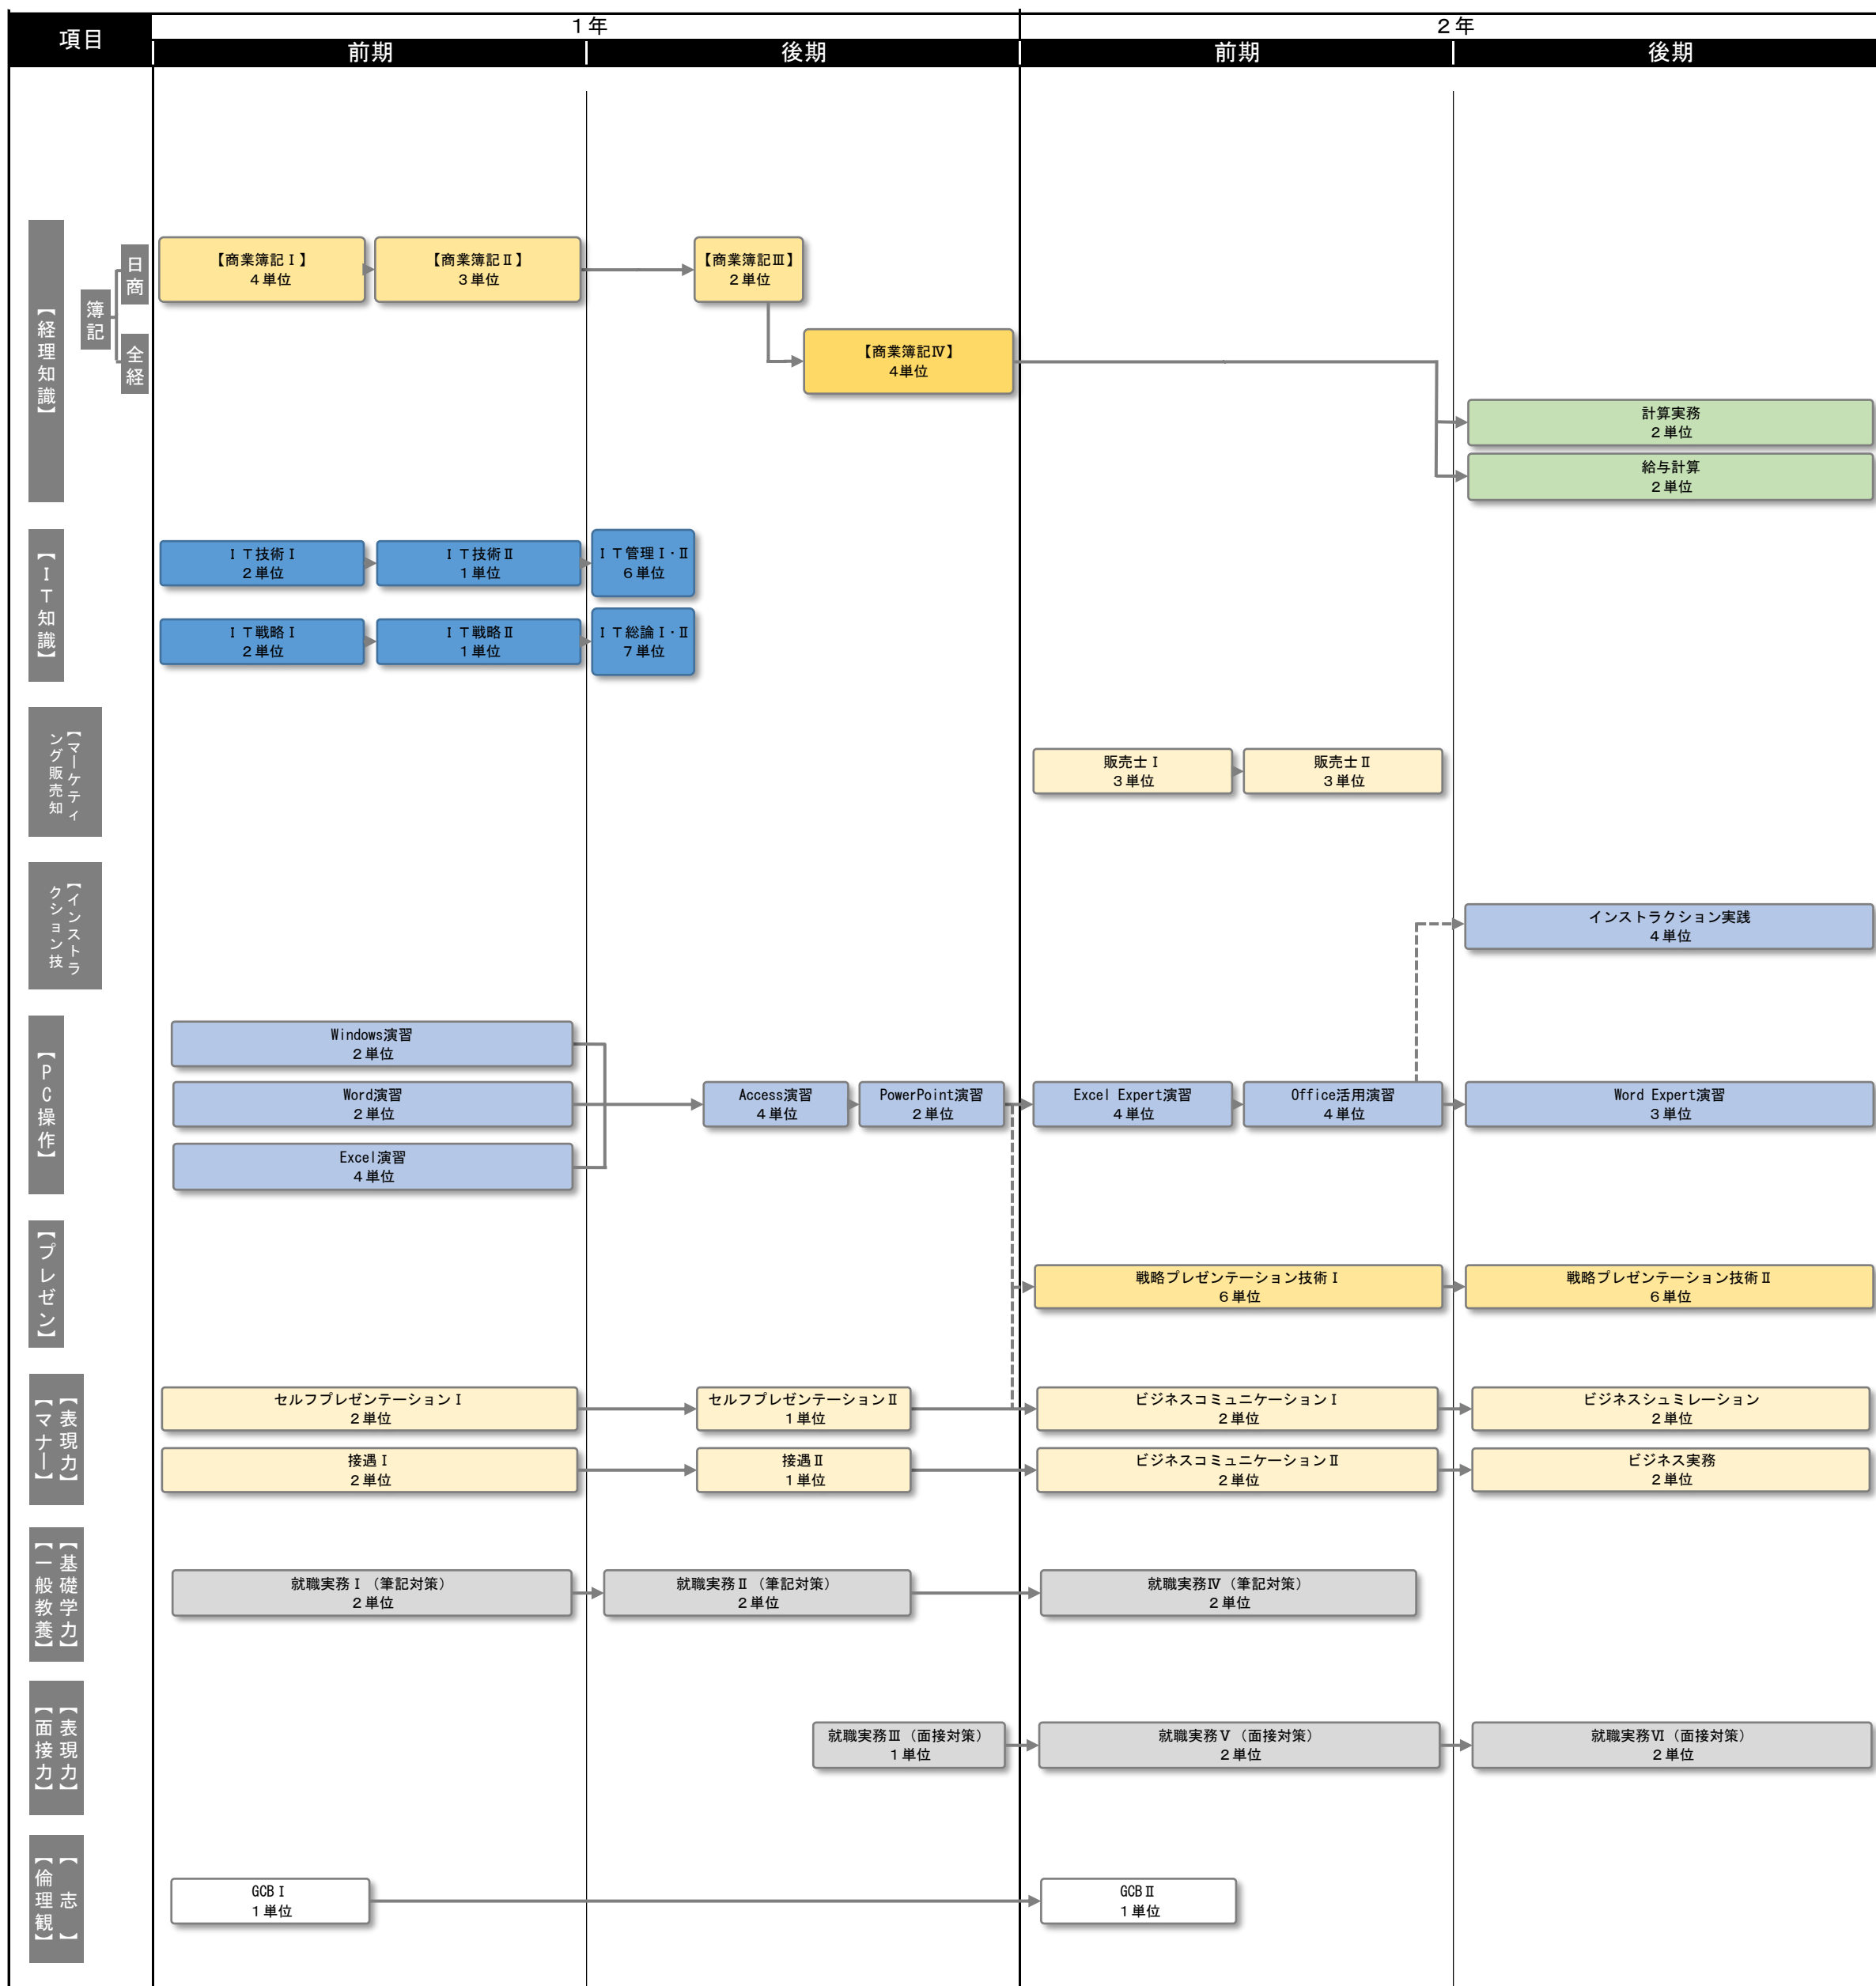 項目
１年
２年
前期
後期
前期
後期
【経理知識】
簿記
日商
全経
【商業簿記Ⅰ】
４単位
【商業簿記Ⅱ】
３単位
【商業簿記Ⅲ】
２単位
【商業簿記Ⅳ】
4単位
計算実務
２単位
給与計算
２単位
【ＩＴ知識】
ＩＴ技術Ⅰ
２単位
ＩＴ技術Ⅱ
１単位
ＩＴ管理Ⅰ・Ⅱ
６単位
ＩＴ戦略Ⅰ
２単位
ＩＴ戦略Ⅱ
１単位
ＩＴ総論Ⅰ・Ⅱ
７単位
【マーケティ
ング販売知
販売士Ⅰ
３単位
販売士Ⅱ
３単位
【インストラ
クション技
インストラクション実践
４単位
【ＰＣ操作】
Windows演習
２単位
Word演習
２単位
Excel演習
４単位
Access演習
４単位
PowerPoint演習
２単位
Excel Expert演習
４単位
Office活用演習
４単位
Word Expert演習
３単位
【プレゼン】
戦略プレゼンテーション技術Ⅰ
６単位
戦略プレゼンテーション技術Ⅱ
６単位
【表現力】
【マナー】
セルフプレゼンテーションⅠ
２単位
セルフプレゼンテーションⅡ
１単位
ビジネスコミュニケーションⅠ
２単位
ビジネスシュミレーション
２単位
接遇Ⅰ
２単位
接遇Ⅱ
１単位
ビジネスコミュニケーションⅡ
２単位
ビジネス実務
２単位
【基礎学力】
【一般教養】
就職実務Ⅰ（筆記対策）
２単位
就職実務Ⅱ（筆記対策）
２単位
就職実務Ⅳ（筆記対策）
２単位
【表現力】
【面接力】
就職実務Ⅲ（面接対策）
１単位
就職実務Ⅴ（面接対策）
２単位
就職実務Ⅵ（面接対策）
２単位
【志】
【倫理観】
GCBⅠ
１単位
GCBⅡ
１単位